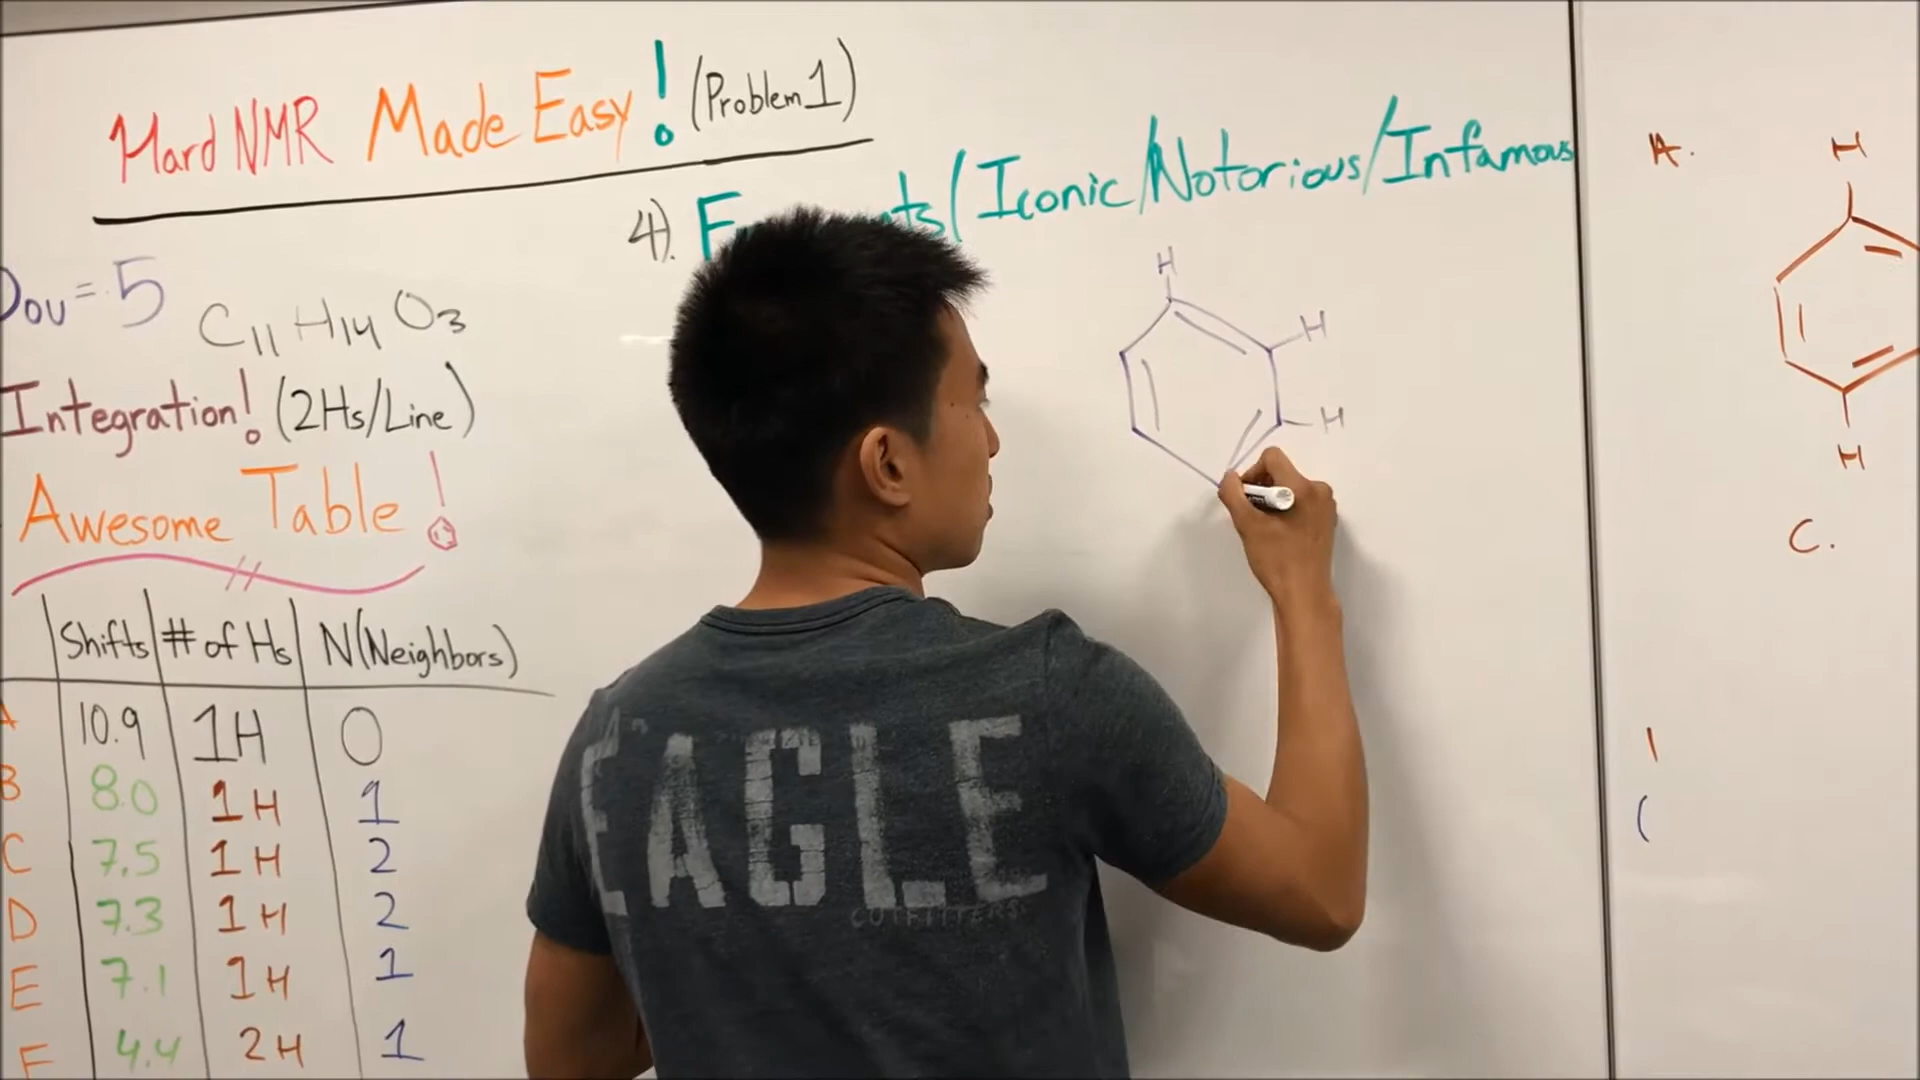 Hard NMR Made Easy! (Problem 1)
4). F ts/Iconic/Notorious/Infamous
DOU = 5 C11 H14 O3
Integration! (2Hs/Line)
Awesome Table!
Shifts # of Hs N(Neighbors)
A 10.9 1H 0
B 8.0 1H 1
C 7.5 1H 2
D 7.3 1H 2
E 7.1 1H 1
F 4.4 2H 1
H
H
H
A.
H
H
C.
EAGLE
OUTFITTERS